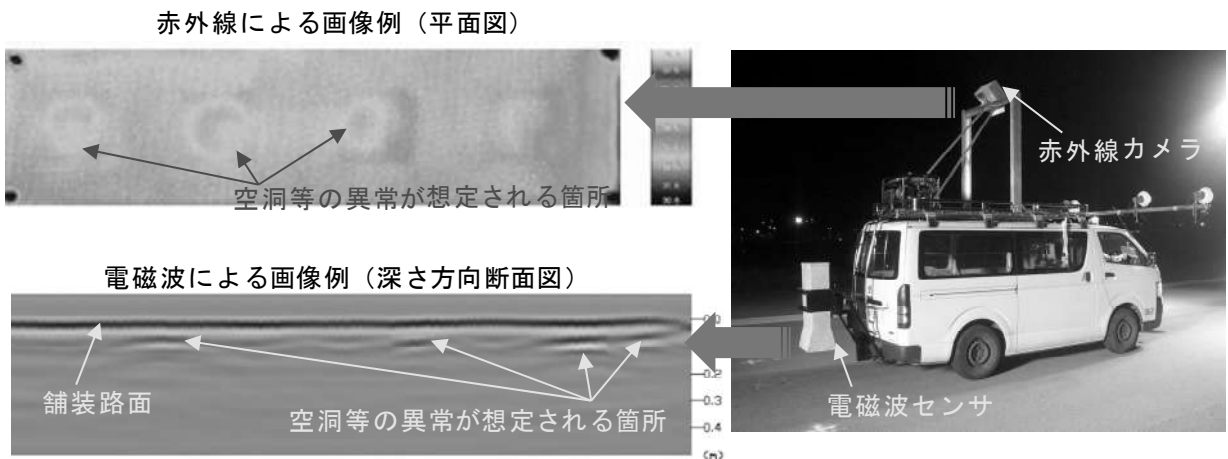 赤外線による画像例（平面図）
赤外線カメラ
空洞等の異常が想定される箇所
電磁波による画像例（深さ方向断面図）
0.0
0.2
0.3
0.4
(m)
舗装路面
空洞等の異常が想定される箇所
電磁波センサ